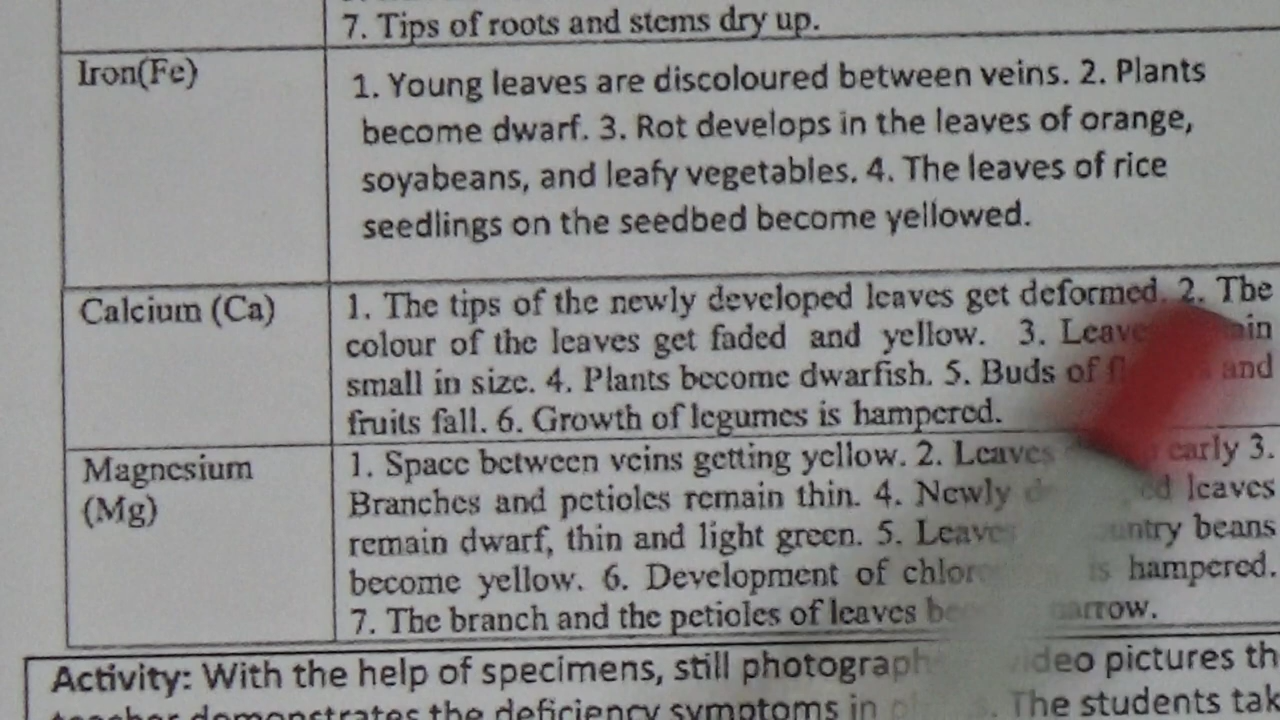 7. Tips of roots and stems dry up.
Iron(Fe)
1. Young leaves are discoloured between veins. 2. Plants
become dwarf. 3. Rot develops in the leaves of orange,
soyabeans, and leafy vegetables. 4. The leaves of rice
seedlings on the seedbed become yellowed.
Calcium (Ca)
1. The tips of the newly developed leaves get deformed. 2. The
colour of the leaves get faded and yellow. 3.
small in size. 4. Plants become dwarfish. 5. Buds of and
fruits fall. 6. Growth of legumes is hampered.
Magnesium
(Mg)
1. Space between veins getting yellow. 2. Leaves early 3.
Branches and petioles remain thin. 4. Newly leaves
remain dwarf, thin and light green. 5. Leaves beans
become yellow. 6. Development of is hampered.
7. The branch and the petioles of leaves
Activity: With the help of specimens, still pictures
demonstrates the deficiency symptoms in The students